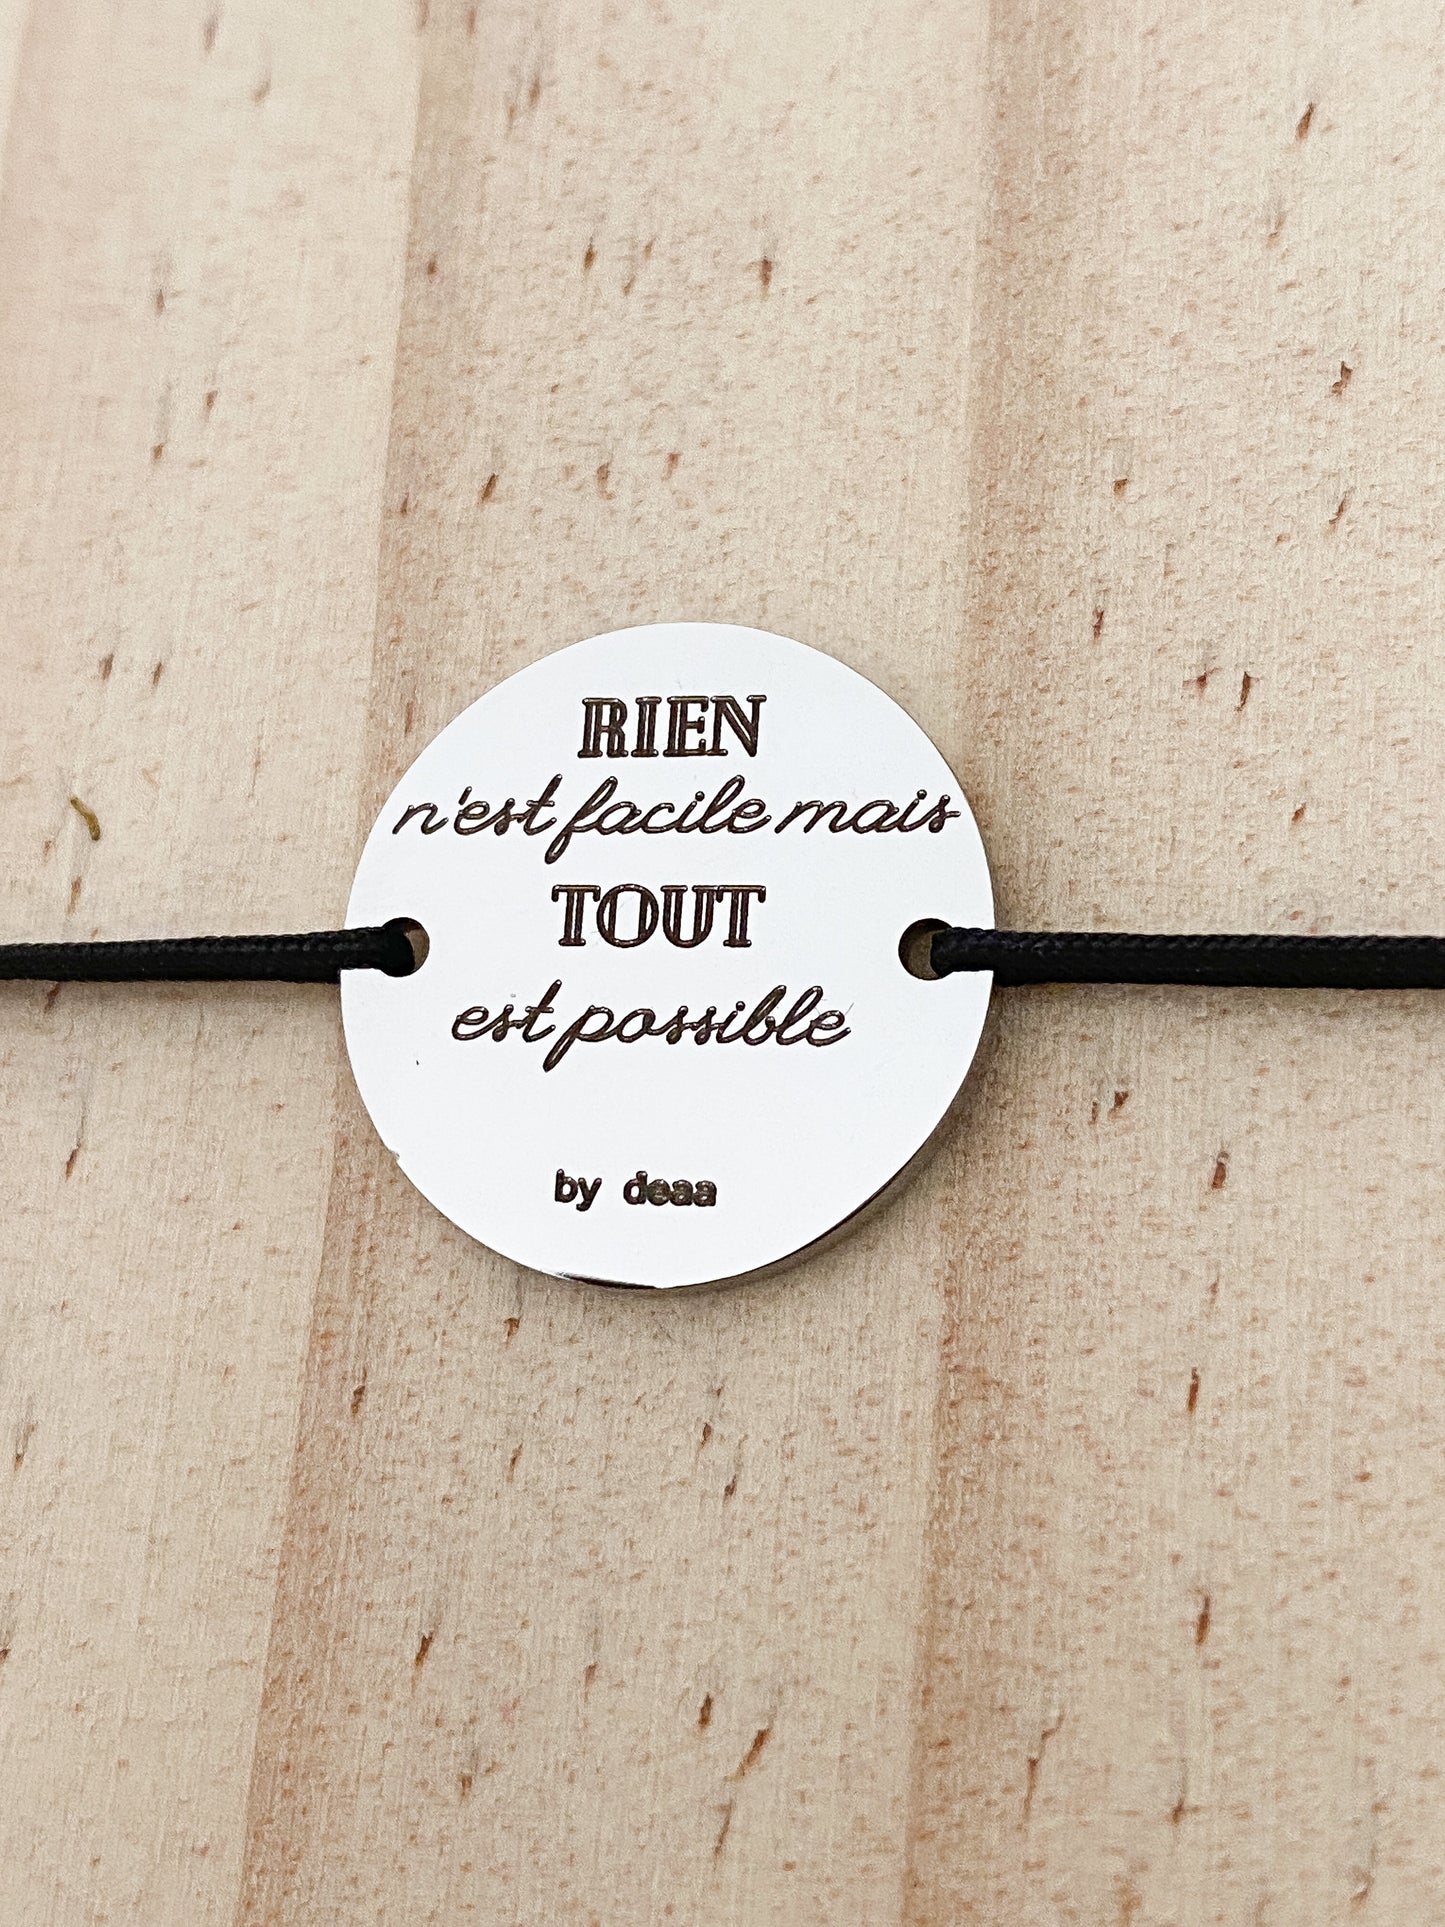 RIEN
n'est facile mais
TOUT
est possible
by deaa